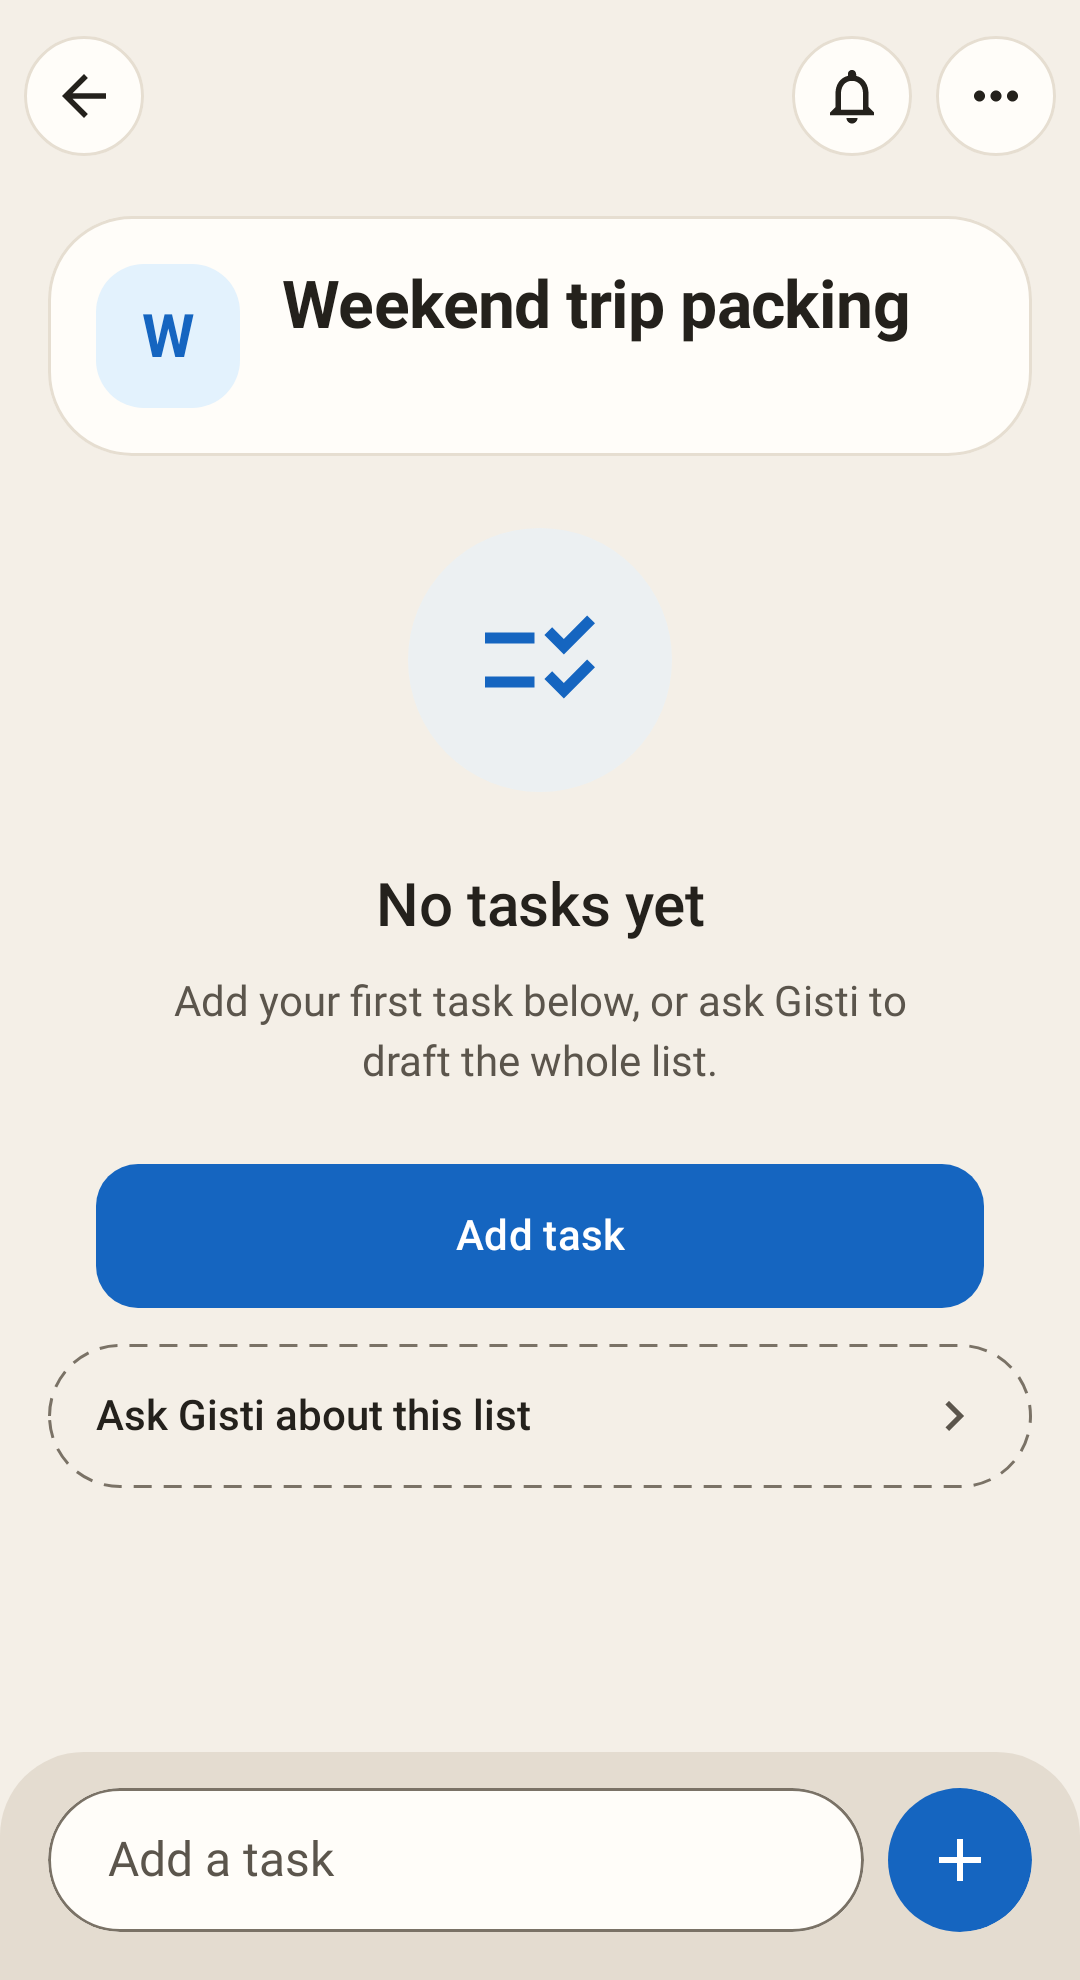 W
Weekend trip packing
No tasks yet
Add your first task below, or ask Gisti to
draft the whole list.
Add task
Ask Gisti about this list
Add a task